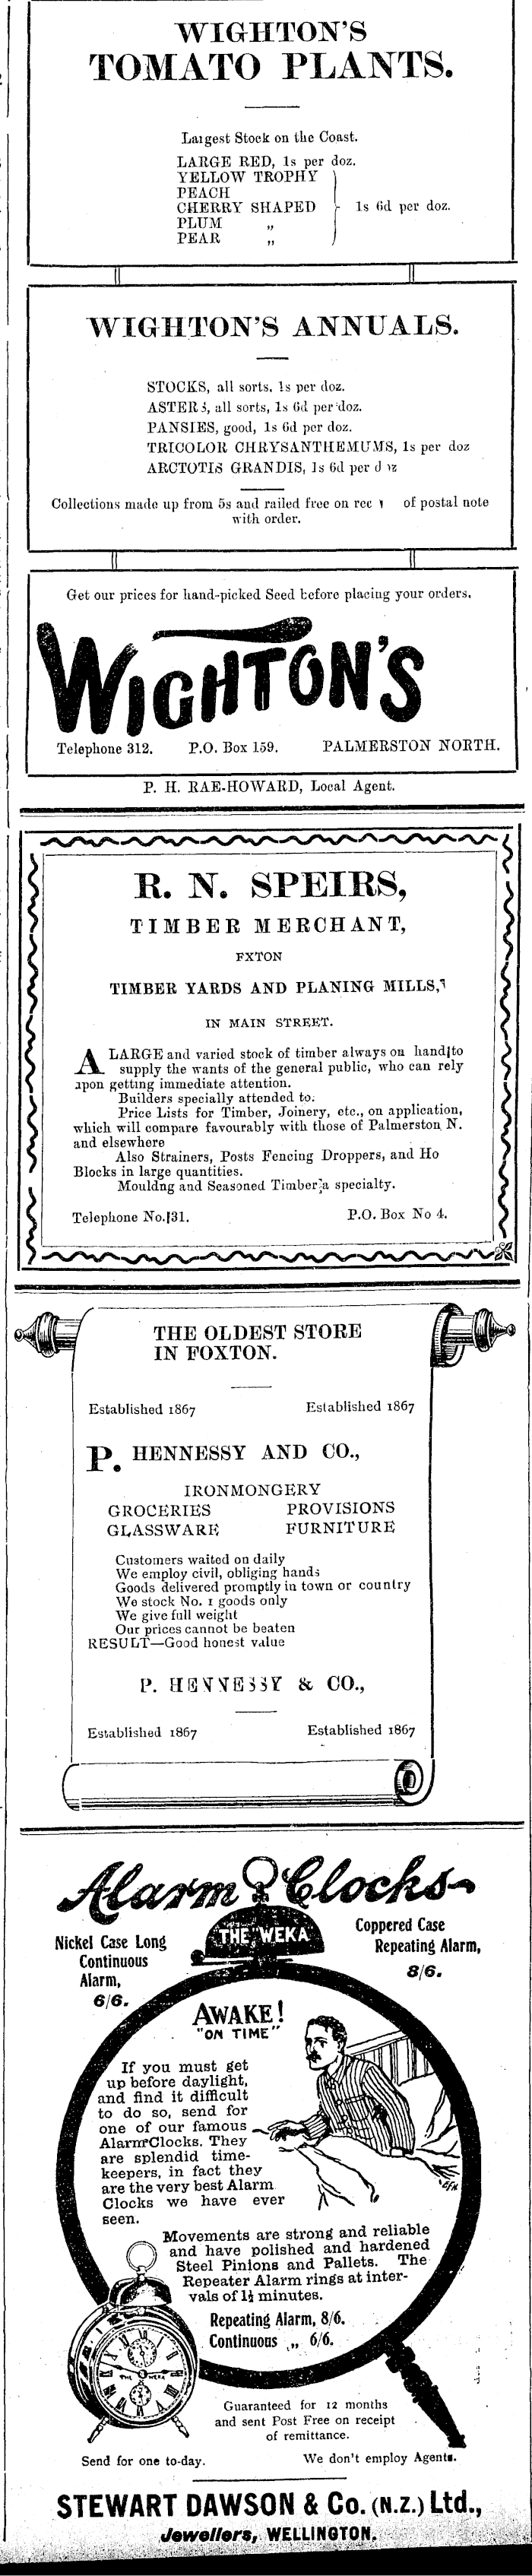 WIGHTON'S
TOMATO PLANTS.
Largest Stock on the Coast.
LARGE RED, 1s per doz.
YELLOW TROPHY
PEACH
CHERRY SHAPED } 1s 6d per doz.
PLUM „
PEAR „
WIGHTON'S ANNUALS.
STOCKS, all sorts, 1s per doz.
ASTERS, all sorts, 1s 6d per doz.
PANSIES, good, 1s 6d per doz.
TRICOLOR CHRYSANTHEMUMS, 1s per doz
ARCTOTIS GRANDIS, 1s 6d per d oz
Collections made up from 5s and railed free on rec of postal note
with order.
Get our prices for hand-picked Seed before placing your orders.
WIGHTON'S
Telephone 312. P.O. Box 159. PALMERSTON NORTH.
P. H. RAE-HOWARD, Local Agent.
R. N. SPEIRS,
TIMBER MERCHANT,
FXTON
TIMBER YARDS AND PLANING MILLS,
IN MAIN STREET.
A LARGE and varied stock of timber always on hand to
supply the wants of the general public, who can rely
upon getting immediate attention.
Builders specially attended to.
Price Lists for Timber, Joinery, etc., on application,
which will compare favourably with those of Palmerston N.
and elsewhere
Also Strainers, Posts Fencing Droppers, and Ho
Blocks in large quantities.
Mouldng and Seasoned Timber a specialty.
Telephone No. 31. P.O. Box No 4.
THE OLDEST STORE
IN FOXTON.
Established 1867 Established 1867
P. HENNESSY AND CO.,
IRONMONGERY
GROCERIES PROVISIONS
GLASSWARE FURNITURE
Customers waited on daily
We employ civil, obliging hands
Goods delivered promptly in town or country
We stock No. 1 goods only
We give full weight
Our prices cannot be beaten
RESULT—Good honest value
P. HENNESSY & CO.,
Established 1867 Established 1867
Alarm Clocks
"THE WEKA"
Nickel Case Long
Continuous
Alarm,
6/6.
Coppered Case
Repeating Alarm,
8/6.
AWAKE!
"ON TIME"
If you must get
up before daylight,
and find it difficult
to do so, send for
one of our famous
Alarm Clocks. They
are splendid time-
keepers, in fact they
are the very best Alarm
Clocks we have ever
seen.
Movements are strong and reliable
and have polished and hardened
Steel Pinions and Pallets. The
Repeater Alarm rings at inter-
vals of 1½ minutes.
Repeating Alarm, 8/6.
Continuous „ 6/6.
Guaranteed for 12 months
and sent Post Free on receipt
of remittance.
Send for one to-day. We don't employ Agents.
STEWART DAWSON & Co. (N.Z.) Ltd.,
Jewellers, WELLINGTON.